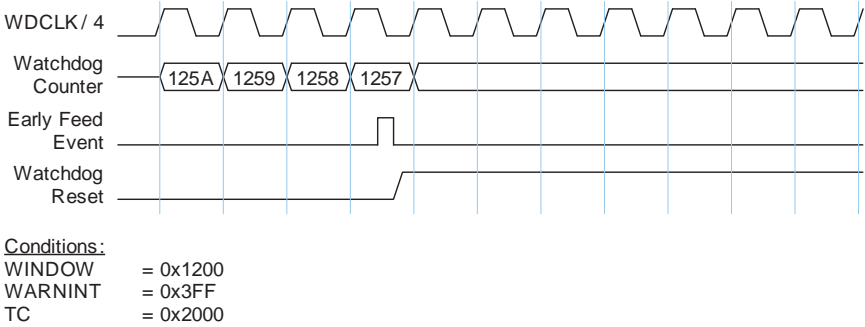 WDCLK / 4
Watchdog
Counter
125A 1259 1258 1257
Early Feed
Event
Watchdog
Reset
Conditions:
WINDOW = 0x1200
WARNINT = 0x3FF
TC = 0x2000